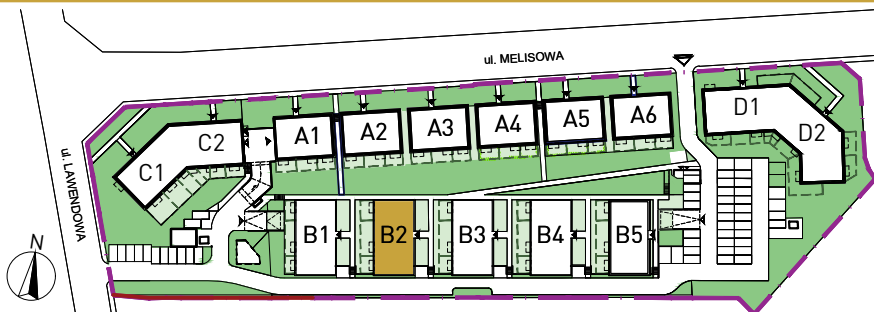 ul. MELISOWA
ul. LAWENDOWA
C1
C2
A1
A2
A3
A4
A5
A6
D1
D2
B1
B2
B3
B4
B5
N